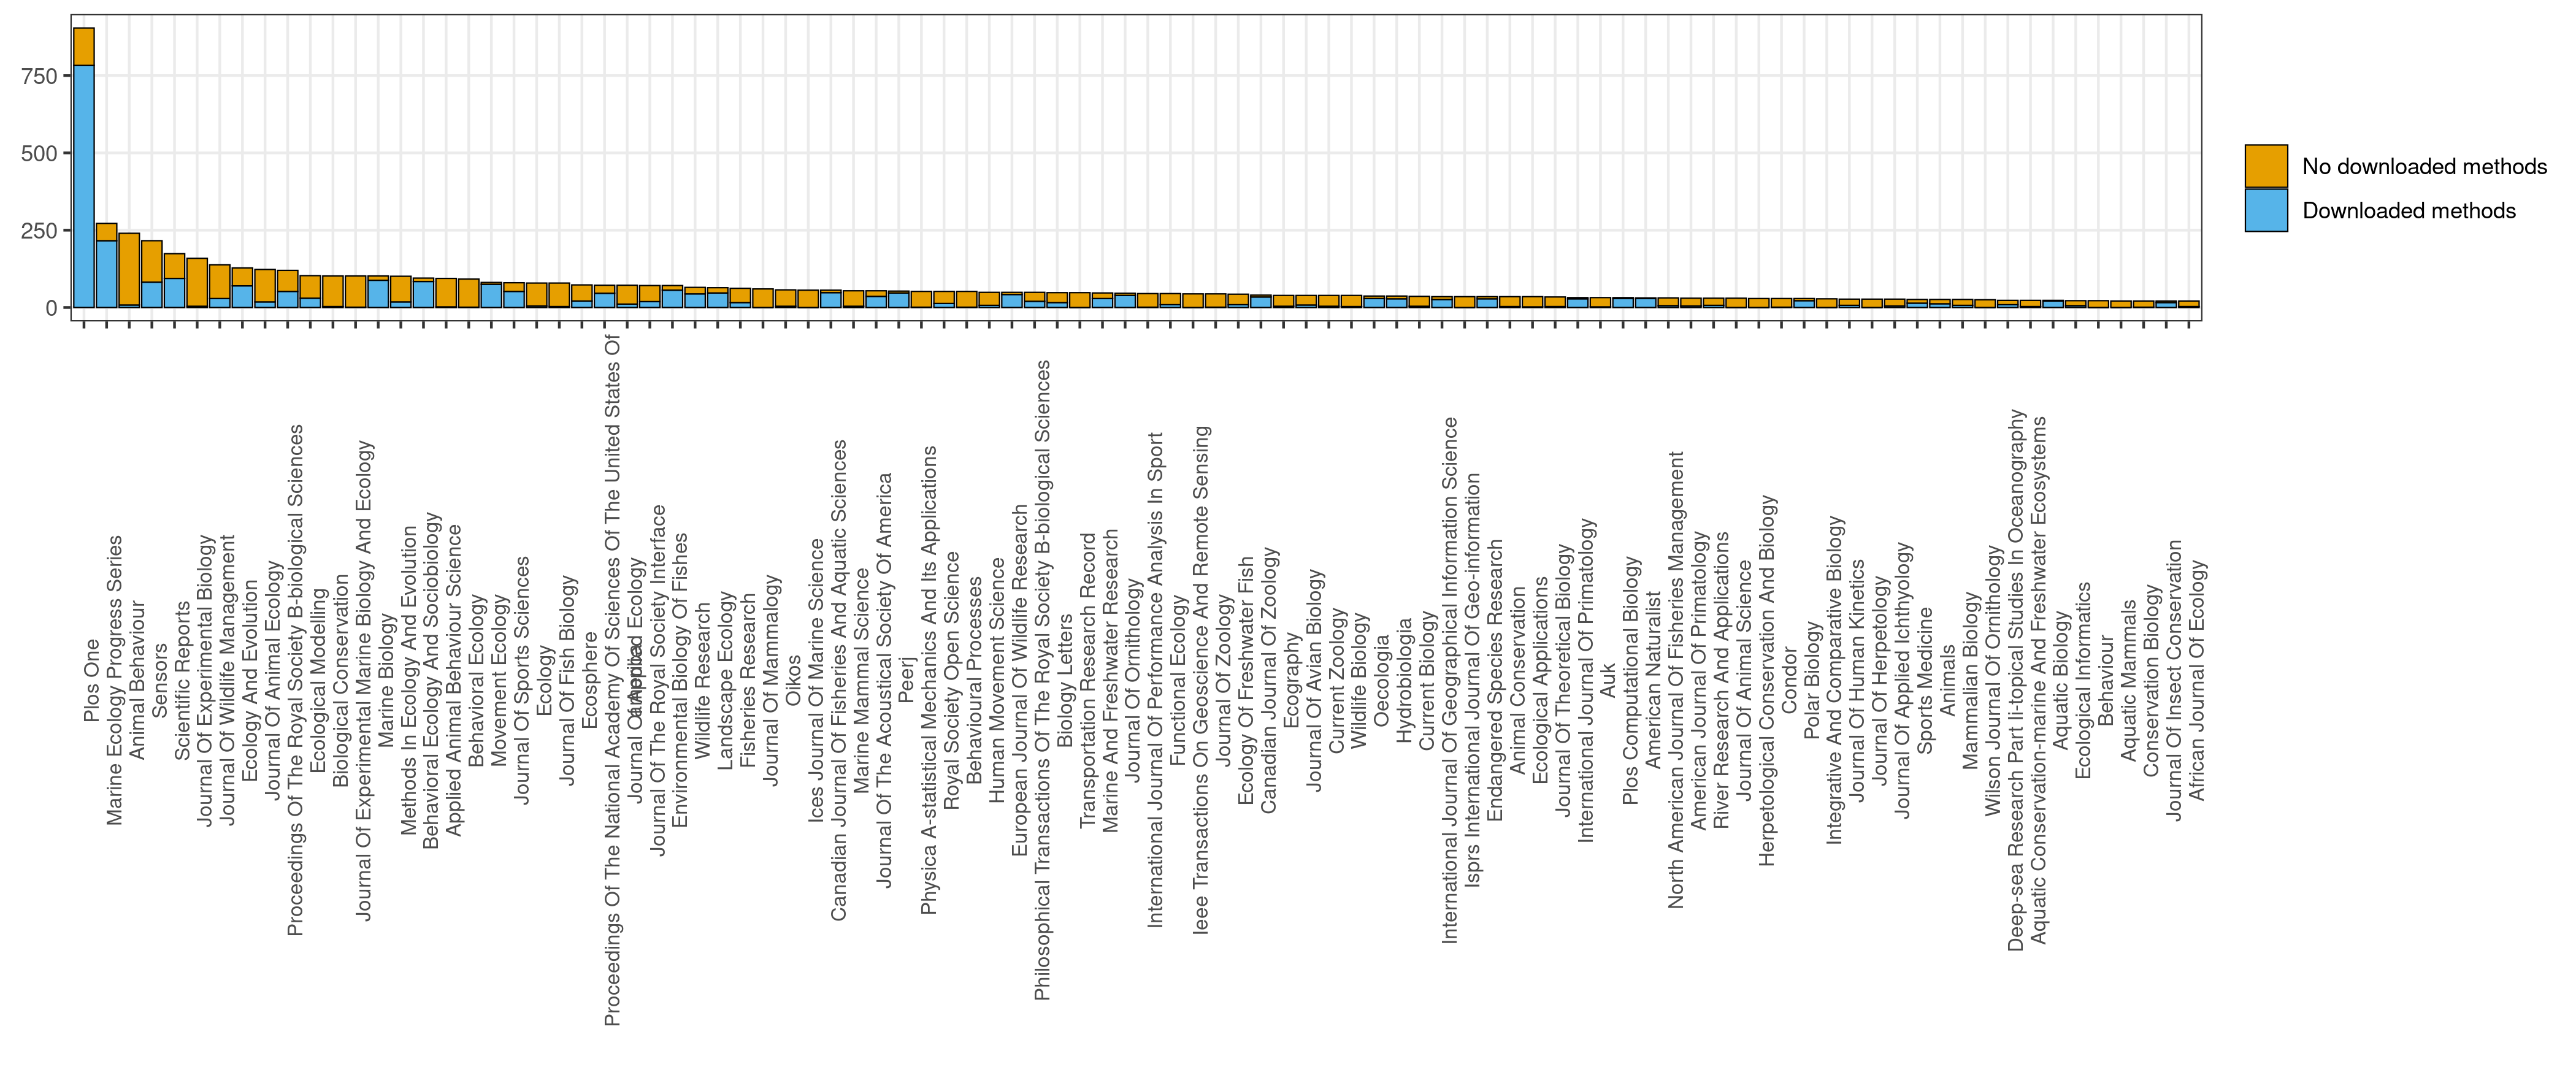 750
500
250
0
No downloaded methods
Downloaded methods
Plos One
Marine Ecology Progress Series
Animal Behaviour
Sensors
Scientific Reports
Journal Of Experimental Biology
Journal Of Wildlife Management
Ecology And Evolution
Journal Of Animal Ecology
Proceedings Of The Royal Society B-biological Sciences
Ecological Modelling
Biological Conservation
Journal Of Experimental Marine Biology And Ecology
Marine Biology
Methods In Ecology And Evolution
Behavioral Ecology And Sociobiology
Applied Animal Behaviour Science
Behavioral Ecology
Movement Ecology
Journal Of Sports Sciences
Ecology
Journal Of Fish Biology
Ecosphere
Proceedings Of The National Academy Of Sciences Of The United States Of
America
Journal Of Applied Ecology
Journal Of The Royal Society Interface
Environmental Biology Of Fishes
Wildlife Research
Landscape Ecology
Fisheries Research
Journal Of Mammalogy
Oikos
Ices Journal Of Marine Science
Canadian Journal Of Fisheries And Aquatic Sciences
Marine Mammal Science
Journal Of The Acoustical Society Of America
Peerj
Physica A-statistical Mechanics And Its Applications
Royal Society Open Science
Behavioural Processes
Human Movement Science
European Journal Of Wildlife Research
Philosophical Transactions Of The Royal Society B-biological Sciences
Biology Letters
Transportation Research Record
Marine And Freshwater Research
Journal Of Ornithology
International Journal Of Performance Analysis In Sport
Functional Ecology
Ieee Transactions On Geoscience And Remote Sensing
Journal Of Zoology
Ecology Of Freshwater Fish
Canadian Journal Of Zoology
Ecography
Journal Of Avian Biology
Current Zoology
Wildlife Biology
Oecologia
Hydrobiologia
Current Biology
International Journal Of Geographical Information Science
Isprs International Journal Of Geo-information
Endangered Species Research
Animal Conservation
Ecological Applications
Journal Of Theoretical Biology
International Journal Of Primatology
Auk
Plos Computational Biology
American Naturalist
North American Journal Of Fisheries Management
American Journal Of Primatology
River Research And Applications
Journal Of Animal Science
Herpetological Conservation And Biology
Condor
Polar Biology
Integrative And Comparative Biology
Journal Of Human Kinetics
Journal Of Herpetology
Journal Of Applied Ichthyology
Sports Medicine
Animals
Mammalian Biology
Wilson Journal Of Ornithology
Deep-sea Research Part Ii-topical Studies In Oceanography
Aquatic Conservation-marine And Freshwater Ecosystems
Aquatic Biology
Ecological Informatics
Behaviour
Aquatic Mammals
Conservation Biology
Journal Of Insect Conservation
African Journal Of Ecology